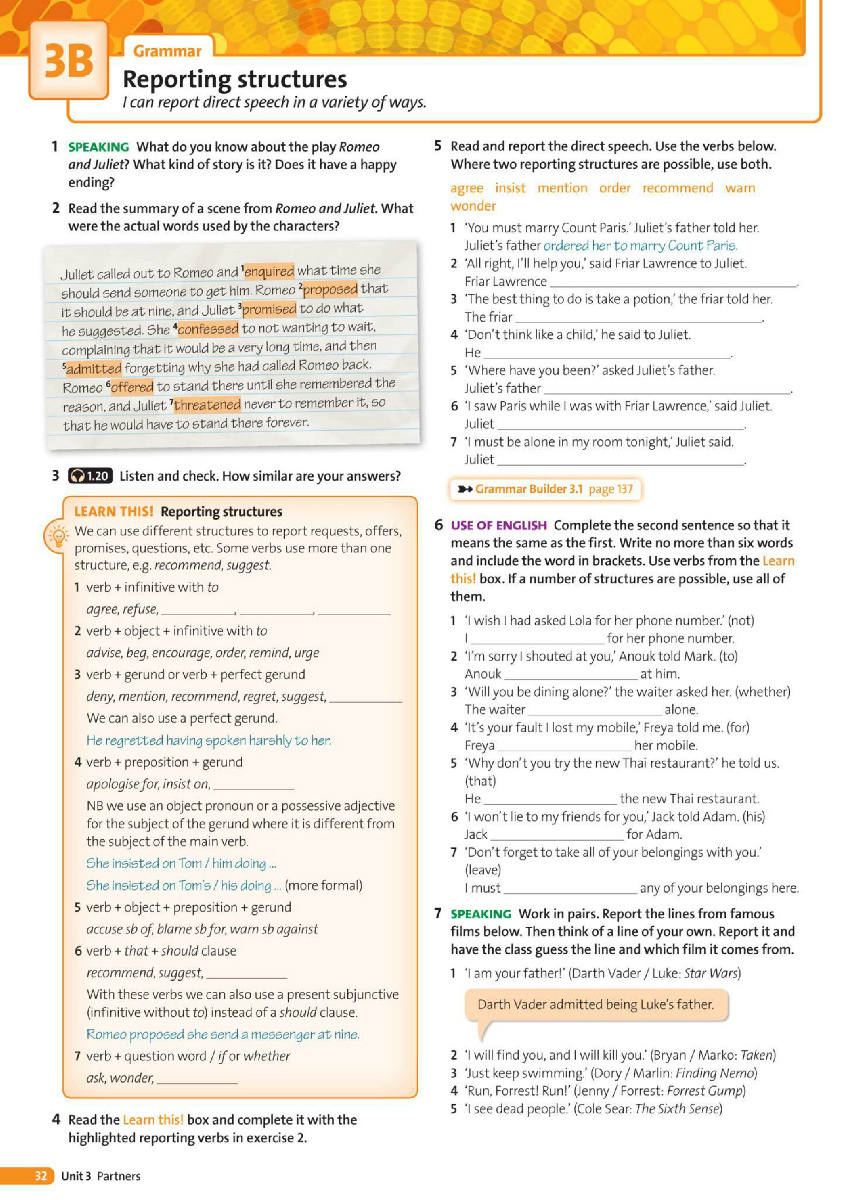 3B
Grammar
Reporting structures
I can report direct speech in a variety of ways.
1 SPEAKING What do you know about the play Romeo
and Juliet? What kind of story is it? Does it have a happy
ending?
2 Read the summary of a scene from Romeo and Juliet. What
were the actual words used by the characters?
Juliet called out to Romeo and ¹enquired what time she
should send someone to get him. Romeo ²proposed that
it should be at nine, and Juliet ³promised to do what
he suggested. She ⁴confessed to not wanting to wait,
complaining that it would be a very long time, and then
⁵admitted forgetting why she had called Romeo back.
Romeo ⁶offered to stand there until she remembered the
reason, and Juliet ⁷threatened never to remember it, so
that he would have to stand there forever.
3 1.20 Listen and check. How similar are your answers?
LEARN THIS! Reporting structures
We can use different structures to report requests, offers,
promises, questions, etc. Some verbs use more than one
structure, e.g. recommend, suggest.
1 verb + infinitive with to
agree, refuse, ____________, ____________, ____________
2 verb + object + infinitive with to
advise, beg, encourage, order, remind, urge
3 verb + gerund or verb + perfect gerund
deny, mention, recommend, regret, suggest, ____________
We can also use a perfect gerund.
He regretted having spoken harshly to her.
4 verb + preposition + gerund
apologise for, insist on, ____________
NB we use an object pronoun or a possessive adjective
for the subject of the gerund where it is different from
the subject of the main verb.
She insisted on Tom / him doing ...
She insisted on Tom's / his doing ... (more formal)
5 verb + object + preposition + gerund
accuse sb of, blame sb for, warn sb against
6 verb + that + should clause
recommend, suggest, ____________
With these verbs we can also use a present subjunctive
(infinitive without to) instead of a should clause.
Romeo proposed she send a messenger at nine.
7 verb + question word / if or whether
ask, wonder, ____________
4 Read the Learn this! box and complete it with the
highlighted reporting verbs in exercise 2.
5 Read and report the direct speech. Use the verbs below.
Where two reporting structures are possible, use both.
agree insist mention order recommend warn
wonder
1 'You must marry Count Paris.' Juliet's father told her.
Juliet's father ordered her to marry Count Paris.
2 'All right, I'll help you,' said Friar Lawrence to Juliet.
Friar Lawrence ____________.
3 'The best thing to do is take a potion,' the friar told her.
The friar ____________.
4 'Don't think like a child,' he said to Juliet.
He ____________.
5 'Where have you been?' asked Juliet's father.
Juliet's father ____________.
6 'I saw Paris while I was with Friar Lawrence,' said Juliet.
Juliet ____________.
7 'I must be alone in my room tonight,' Juliet said.
Juliet ____________.
Grammar Builder 3.1 page 137
6 USE OF ENGLISH Complete the second sentence so that it
means the same as the first. Write no more than six words
and include the word in brackets. Use verbs from the Learn
this! box. If a number of structures are possible, use all of
them.
1 'I wish I had asked Lola for her phone number.' (not)
I ____________ for her phone number.
2 'I'm sorry I shouted at you,' Anouk told Mark. (to)
Anouk ____________ at him.
3 'Will you be dining alone?' the waiter asked her. (whether)
The waiter ____________ alone.
4 'It's your fault I lost my mobile,' Freya told me. (for)
Freya ____________ her mobile.
5 'Why don't you try the new Thai restaurant?' he told us.
(that)
He ____________ the new Thai restaurant.
6 'I won't lie to my friends for you,' Jack told Adam. (his)
Jack ____________ for Adam.
7 'Don't forget to take all of your belongings with you.'
(leave)
I must ____________ any of your belongings here.
7 SPEAKING Work in pairs. Report the lines from famous
films below. Then think of a line of your own. Report it and
have the class guess the line and which film it comes from.
1 'I am your father!' (Darth Vader / Luke: Star Wars)
Darth Vader admitted being Luke's father.
2 'I will find you, and I will kill you.' (Bryan / Marko: Taken)
3 'Just keep swimming.' (Dory / Marlin: Finding Nemo)
4 'Run, Forrest! Run!' (Jenny / Forrest: Forrest Gump)
5 'I see dead people.' (Cole Sear: The Sixth Sense)
32 Unit 3 Partners